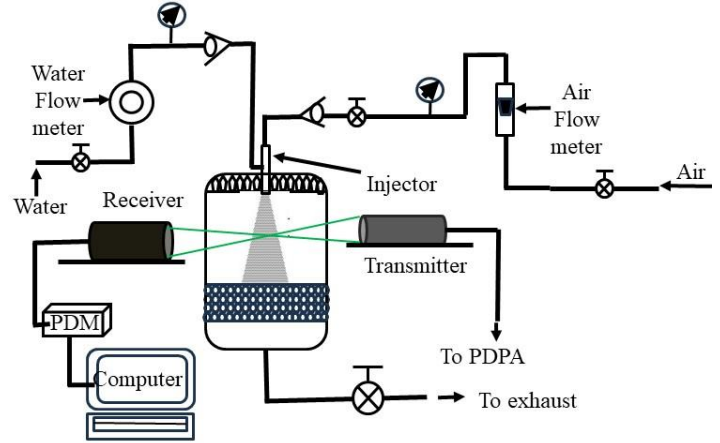 Water
Flow
meter
Air
Flow
meter
Air
Water
Receiver
Injector
Transmitter
PDM
To PDPA
Computer
To exhaust